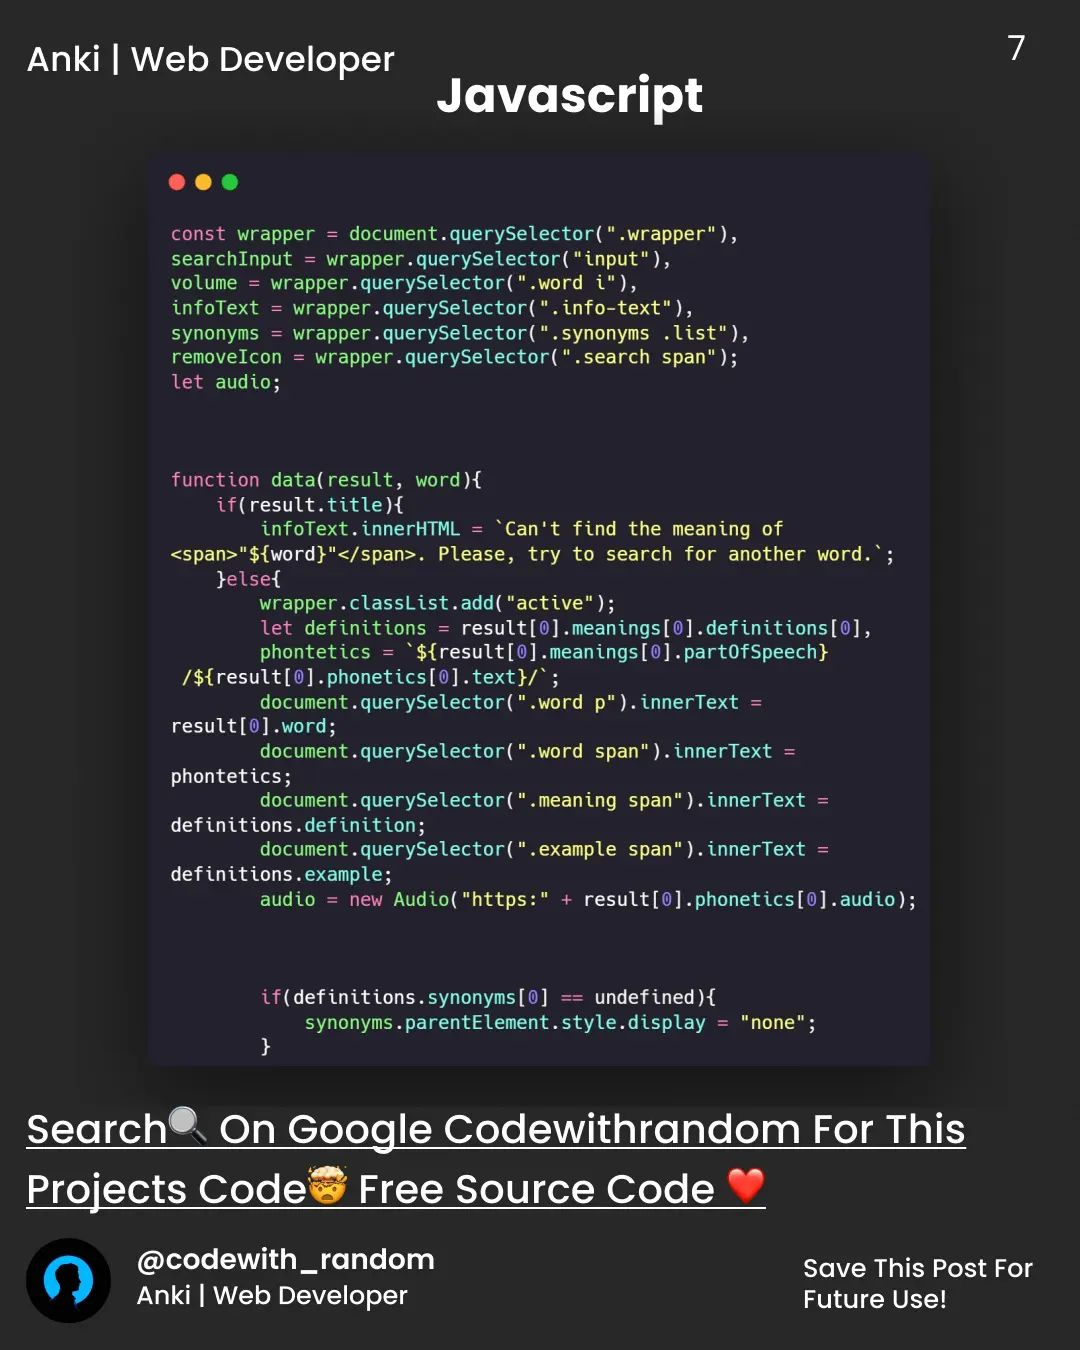 Anki | Web Developer
7
Javascript
const wrapper = document.querySelector(".wrapper"),
searchInput = wrapper.querySelector("input"),
volume = wrapper.querySelector(".word i"),
infoText = wrapper.querySelector(".info-text"),
synonyms = wrapper.querySelector(".synonyms .list"),
removeIcon = wrapper.querySelector(".search span");
let audio;
function data(result, word){
    if(result.title){
        infoText.innerHTML = `Can't find the meaning of
<span>"${word}"</span>. Please, try to search for another word.`;
    }else{
        wrapper.classList.add("active");
        let definitions = result[0].meanings[0].definitions[0],
        phontetics = `${result[0].meanings[0].partOfSpeech}
 /${result[0].phonetics[0].text}/`;
        document.querySelector(".word p").innerText =
result[0].word;
        document.querySelector(".word span").innerText =
phontetics;
        document.querySelector(".meaning span").innerText =
definitions.definition;
        document.querySelector(".example span").innerText =
definitions.example;
        audio = new Audio("https:" + result[0].phonetics[0].audio);
        if(definitions.synonyms[0] == undefined){
            synonyms.parentElement.style.display = "none";
        }
Search🔍 On Google Codewithrandom For This
Projects Code🤯 Free Source Code ❤️
@codewith_random
Anki | Web Developer
Save This Post For
Future Use!